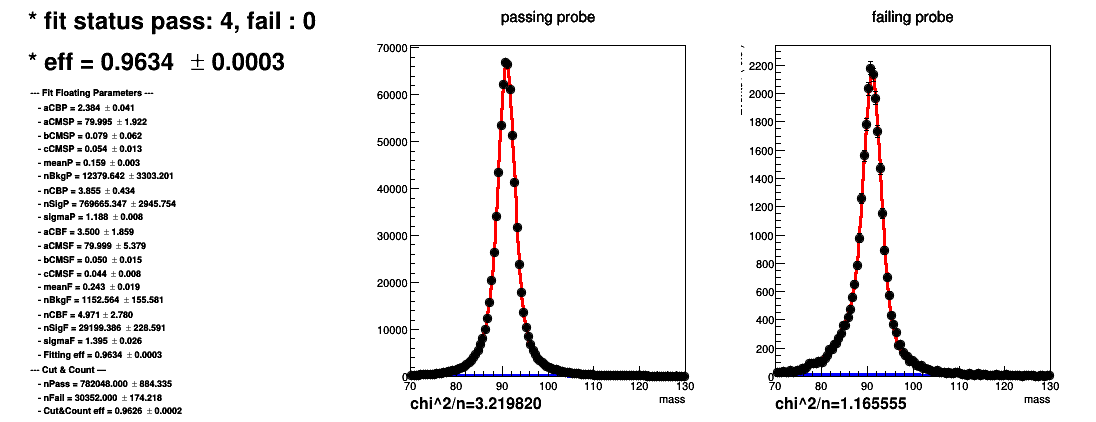 * fit status pass: 4, fail : 0
* eff = 0.9634 ± 0.0003
--- Fit Floating Parameters ---
- aCBP = 2.384 ± 0.041
- aCMSP = 79.995 ± 1.922
- bCMSP = 0.079 ± 0.062
- cCMSP = 0.054 ± 0.013
- meanP = 0.159 ± 0.003
- nBkgP = 12379.642 ± 3303.201
- nCBP = 3.855 ± 0.434
- nSigP = 769665.347 ± 2945.754
- sigmaP = 1.188 ± 0.008
- aCBF = 3.500 ± 1.859
- aCMSF = 79.999 ± 5.379
- bCMSF = 0.050 ± 0.015
- cCMSF = 0.044 ± 0.008
- meanF = 0.243 ± 0.019
- nBkgF = 1152.564 ± 155.581
- nCBF = 4.971 ± 2.780
- nSigF = 29199.386 ± 228.591
- sigmaF = 1.395 ± 0.026
- Fitting eff = 0.9634 ± 0.0003
--- Cut & Count ---
- nPass = 782048.000 ± 884.335
- nFail = 30352.000 ± 174.218
- Cut&Count eff = 0.9626 ± 0.0002
passing probe
70000
60000
50000
40000
30000
20000
10000
0
70 80 90 100 110 120 130
mass
chi^2/n=3.219820
failing probe
2200
2000
1800
1600
1400
1200
1000
800
600
400
200
0
70 80 90 100 110 120 130
mass
chi^2/n=1.165555